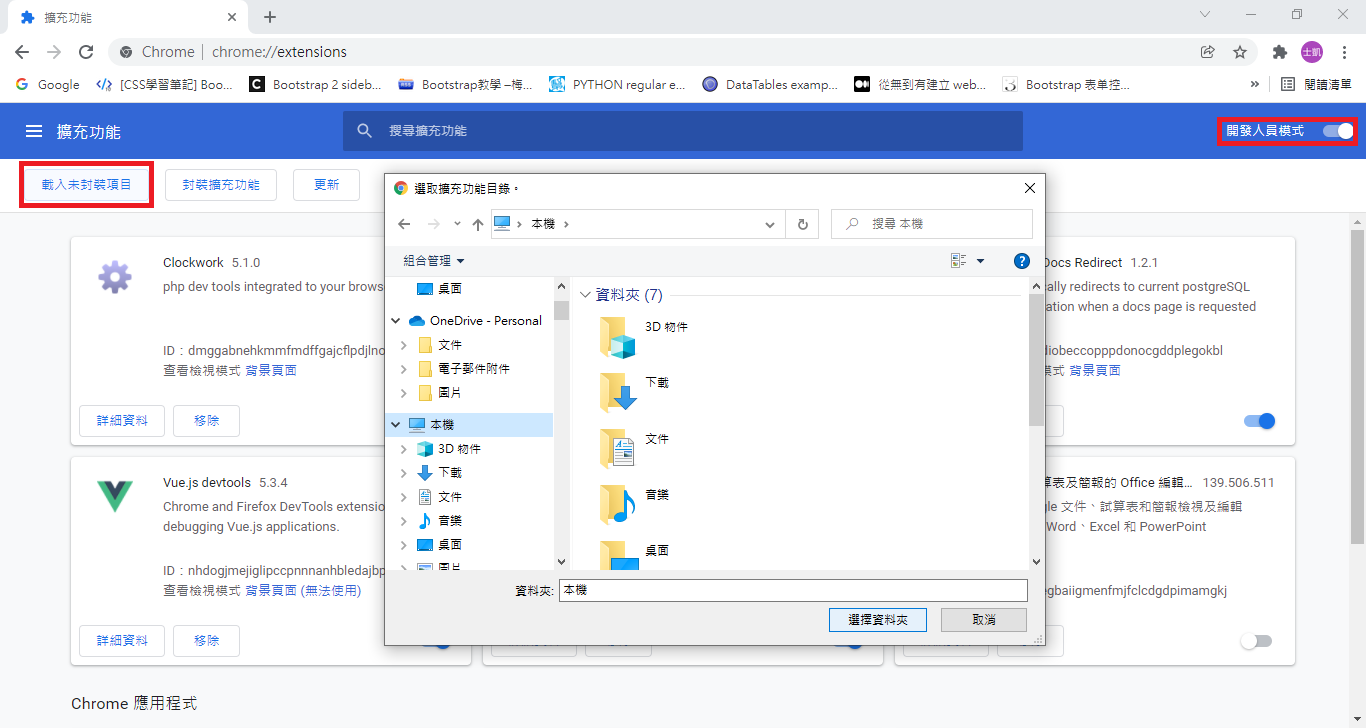 擴充功能
Chrome | chrome://extensions
士凱
Google
[CSS學習筆記] Boo...
Bootstrap 2 sideb...
Bootstrap教學 –梅...
PYTHON regular e...
DataTables examp...
從無到有建立 web...
Bootstrap 表单控...
»
閱讀清單
擴充功能
搜尋擴充功能
開發人員模式
載入未封裝項目
封裝擴充功能
更新
Clockwork 5.1.0
php dev tools integrated to your brows
ID：dmggabnehkmmfmdffgajcflpdjlno
查看檢視模式 背景頁面
詳細資料
移除
Docs Redirect 1.2.1
cally redirects to current postgreSQL
ation when a docs page is requested
diobeccopppdonocgddplegokbl
模式 背景頁面
Vue.js devtools 5.3.4
Chrome and Firefox DevTools extensio
debugging Vue.js applications.
ID：nhdogjmejiglipccpnnnanhbledajbp
查看檢視模式 背景頁面 (無法使用)
詳細資料
移除
算表及簡報的 Office 編輯... 139.506.511
gle 文件、試算表和簡報檢視及編輯
Word、Excel 和 PowerPoint
egbaiigmenfmjfclcdgdpimamgkj
Chrome 應用程式
選取擴充功能目錄。
本機
搜尋 本機
組合管理
桌面
OneDrive - Personal
文件
電子郵件附件
圖片
本機
3D 物件
下載
文件
音樂
桌面
圖片
資料夾 (7)
3D 物件
下載
文件
音樂
桌面
資料夾:
本機
選擇資料夾
取消